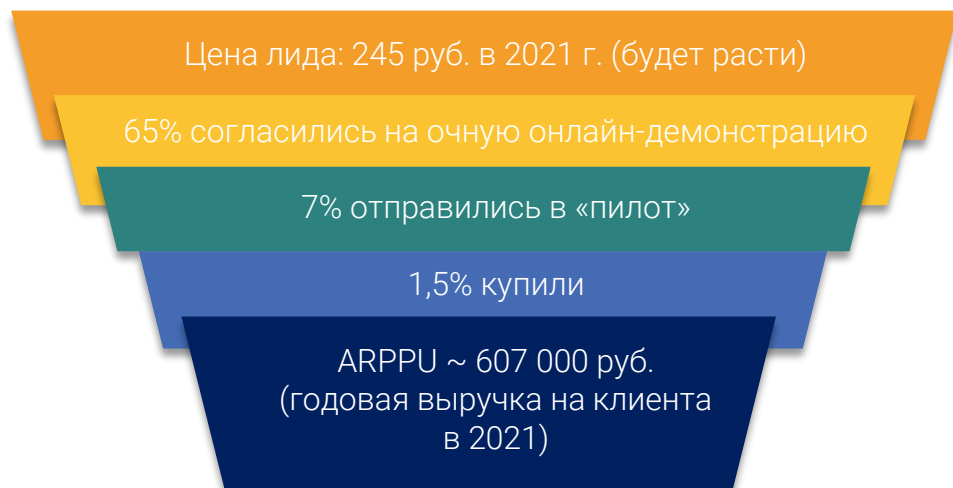 Цена лида: 245 руб. в 2021 г. (будет расти)
65% согласились на очную онлайн-демонстрацию
7% отправились в «пилот»
1,5% купили
ARPPU ~ 607 000 руб.
(годовая выручка на клиента
в 2021)